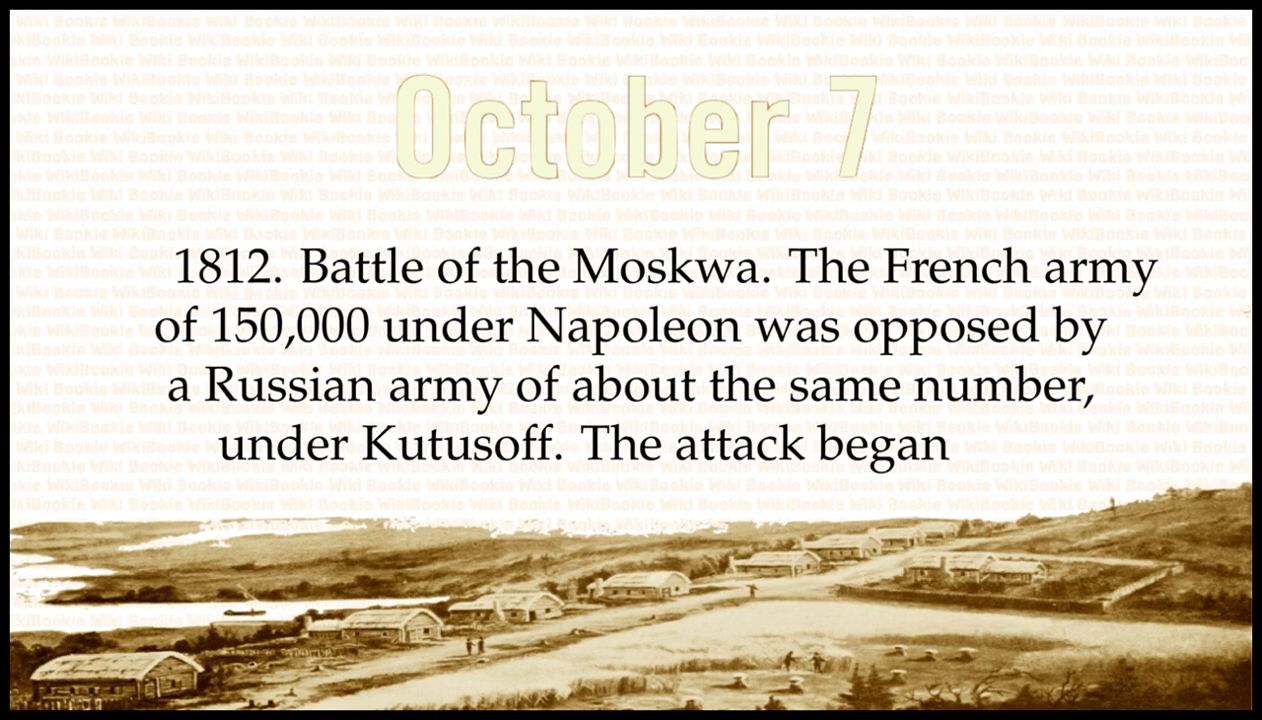 October 7
1812. Battle of the Moskwa. The French army
of 150,000 under Napoleon was opposed by
a Russian army of about the same number,
under Kutusoff. The attack began